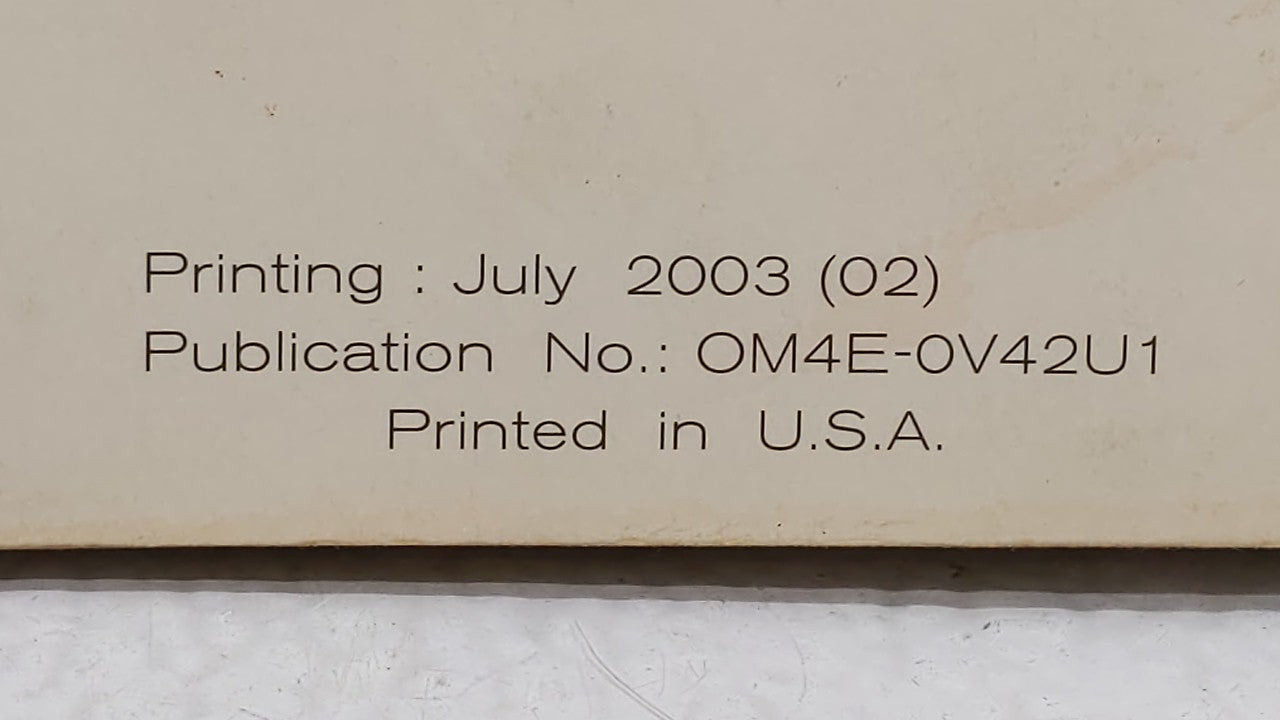 Printing : July 2003 (02)
Publication No.: OM4E-0V42U1
Printed in U.S.A.